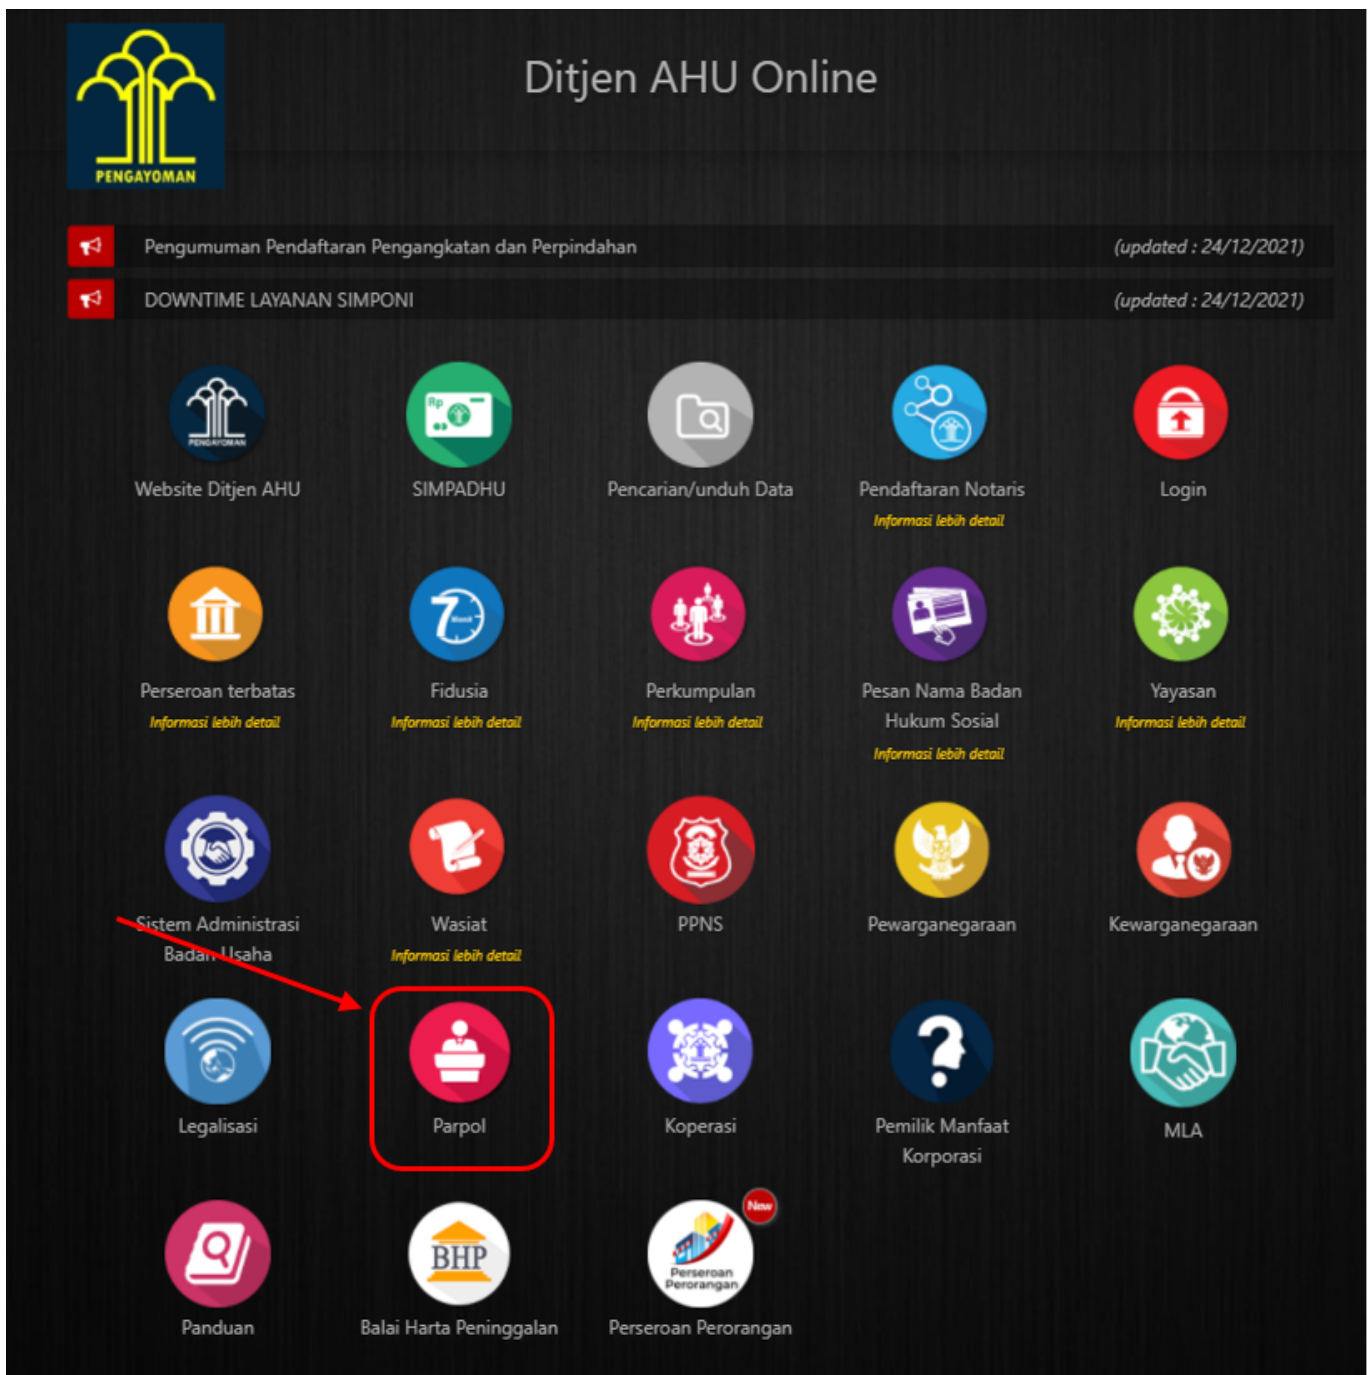 Ditjen AHU Online
PENGAYOMAN
Pengumuman Pendaftaran Pengangkatan dan Perpindahan
(updated : 24/12/2021)
DOWNTIME LAYANAN SIMPONI
(updated : 24/12/2021)
PENGAYOMAN
Rp
Website Ditjen AHU
SIMPADHU
Pencarian/unduh Data
Pendaftaran Notaris
Informasi lebih detail
Login
7
Menit
Perseroan terbatas
Informasi lebih detail
Fidusia
Informasi lebih detail
Perkumpulan
Informasi lebih detail
Pesan Nama Badan
Hukum Sosial
Informasi lebih detail
Yayasan
Informasi lebih detail
Sistem Administrasi
Badan Usaha
Wasiat
Informasi lebih detail
PPNS
Pewarganegaraan
Kewarganegaraan
Legalisasi
Parpol
Koperasi
Pemilik Manfaat
Korporasi
MLA
BHP
New
Perseroan
Perorangan
Panduan
Balai Harta Peninggalan
Perseroan Perorangan